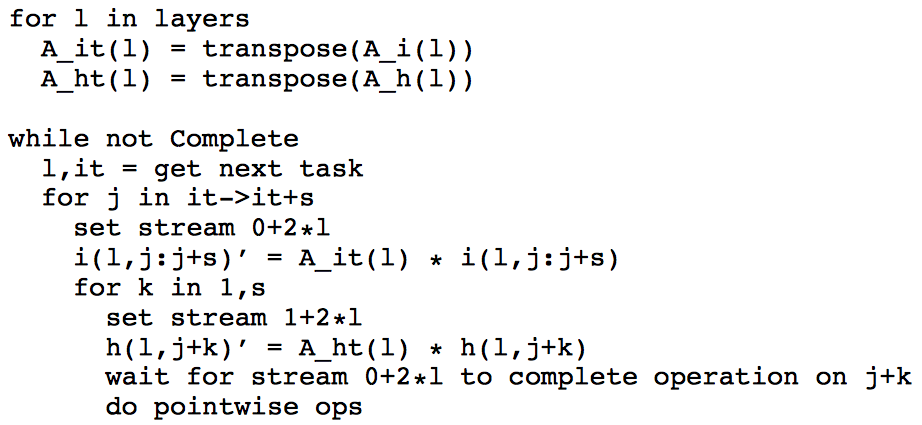 for l in layers
A_it(l) = transpose(A_i(l))
A_ht(l) = transpose(A_h(l))
while not Complete
l,it = get next task
for j in it->it+s
set stream 0+2*l
i(l,j:j+s)' = A_it(l) * i(l,j:j+s)
for k in 1,s
set stream 1+2*l
h(l,j+k)' = A_ht(l) * h(l,j+k)
wait for stream 0+2*l to complete operation on j+k
do pointwise ops